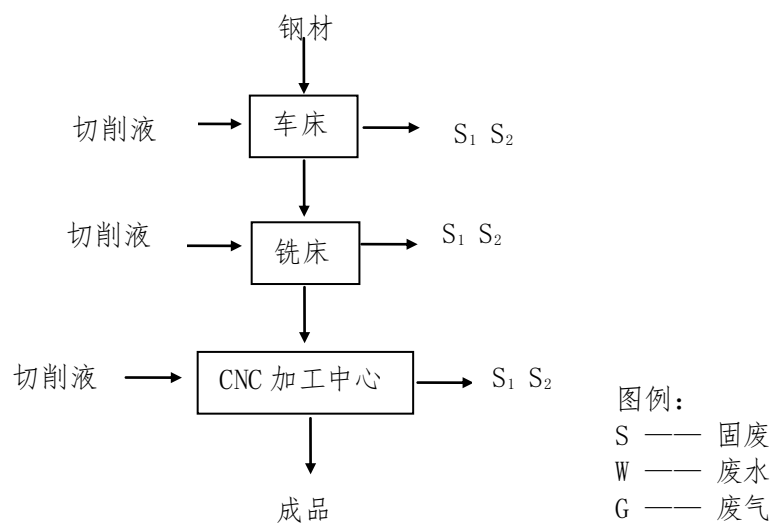 钢材
切削液
车床
S₁ S₂
切削液
铣床
S₁ S₂
切削液
CNC 加工中心
S₁ S₂
成品
图例：
S —— 固废
W —— 废水
G —— 废气